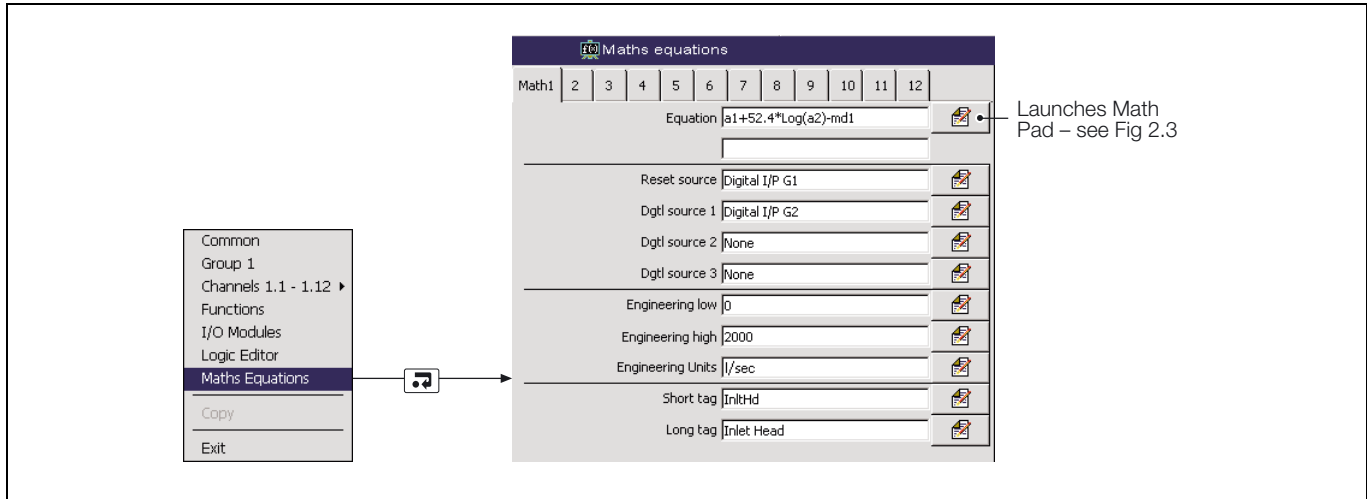 Maths equations
Math1 2 3 4 5 6 7 8 9 10 11 12
Equation a1+52.4*Log(a2)-md1
Launches Math
Pad – see Fig 2.3
Reset source Digital I/P G1
Dgtl source 1 Digital I/P G2
Dgtl source 2 None
Dgtl source 3 None
Engineering low 0
Engineering high 2000
Engineering Units l/sec
Short tag InltHd
Long tag Inlet Head
Common
Group 1
Channels 1.1 - 1.12
Functions
I/O Modules
Logic Editor
Maths Equations
Copy
Exit